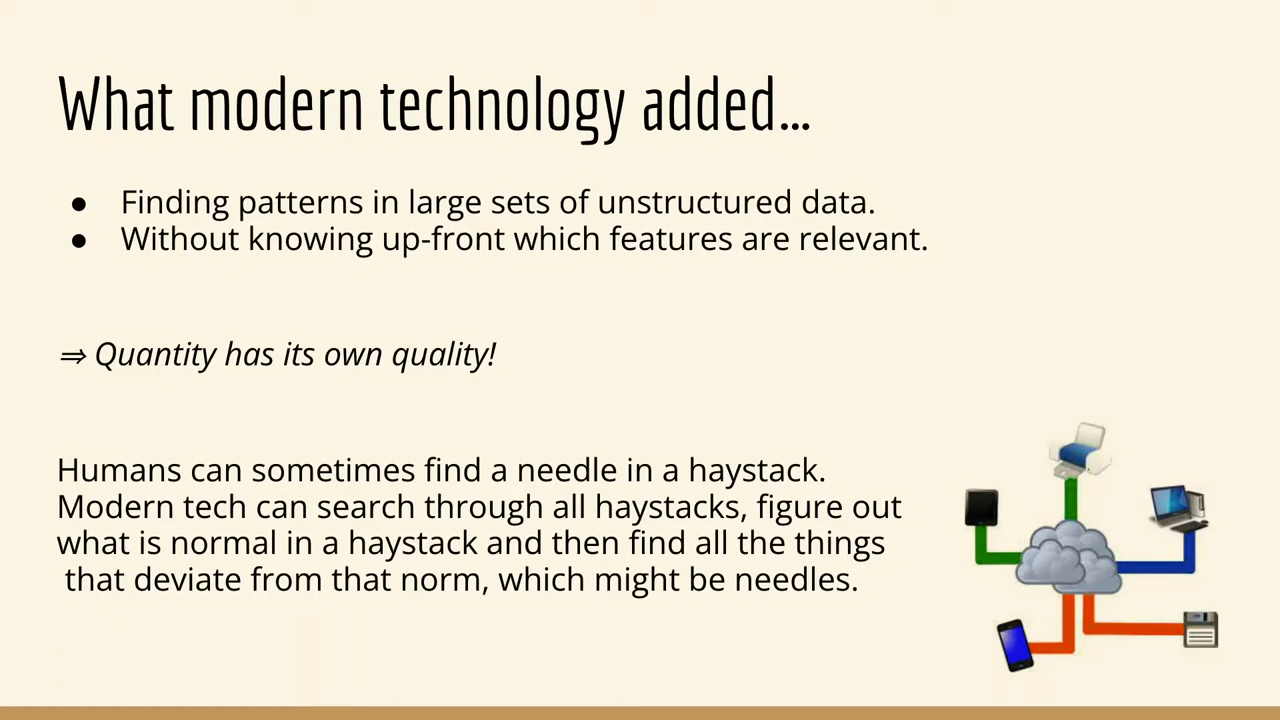 What modern technology added…
● Finding patterns in large sets of unstructured data.
● Without knowing up-front which features are relevant.
⇒ Quantity has its own quality!
Humans can sometimes find a needle in a haystack.
Modern tech can search through all haystacks, figure out
what is normal in a haystack and then find all the things
that deviate from that norm, which might be needles.